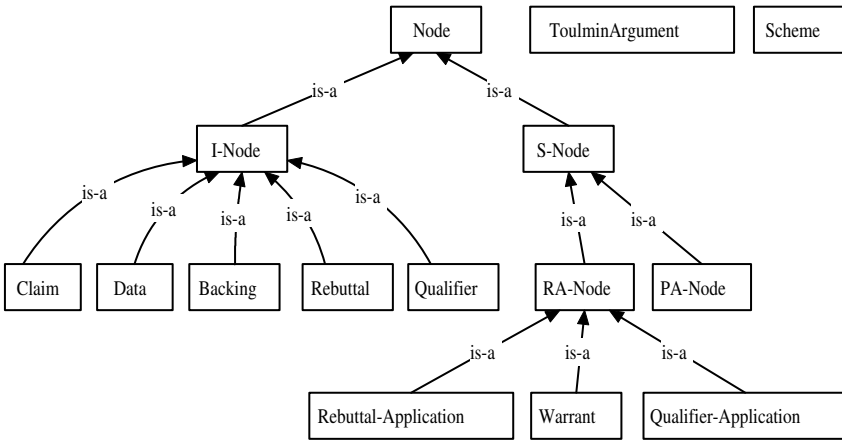 Node
ToulminArgument
Scheme
is-a
is-a
I-Node
S-Node
is-a
is-a
is-a
is-a
is-a
is-a
is-a
Claim
Data
Backing
Rebuttal
Qualifier
RA-Node
PA-Node
is-a
is-a
is-a
Rebuttal-Application
Warrant
Qualifier-Application